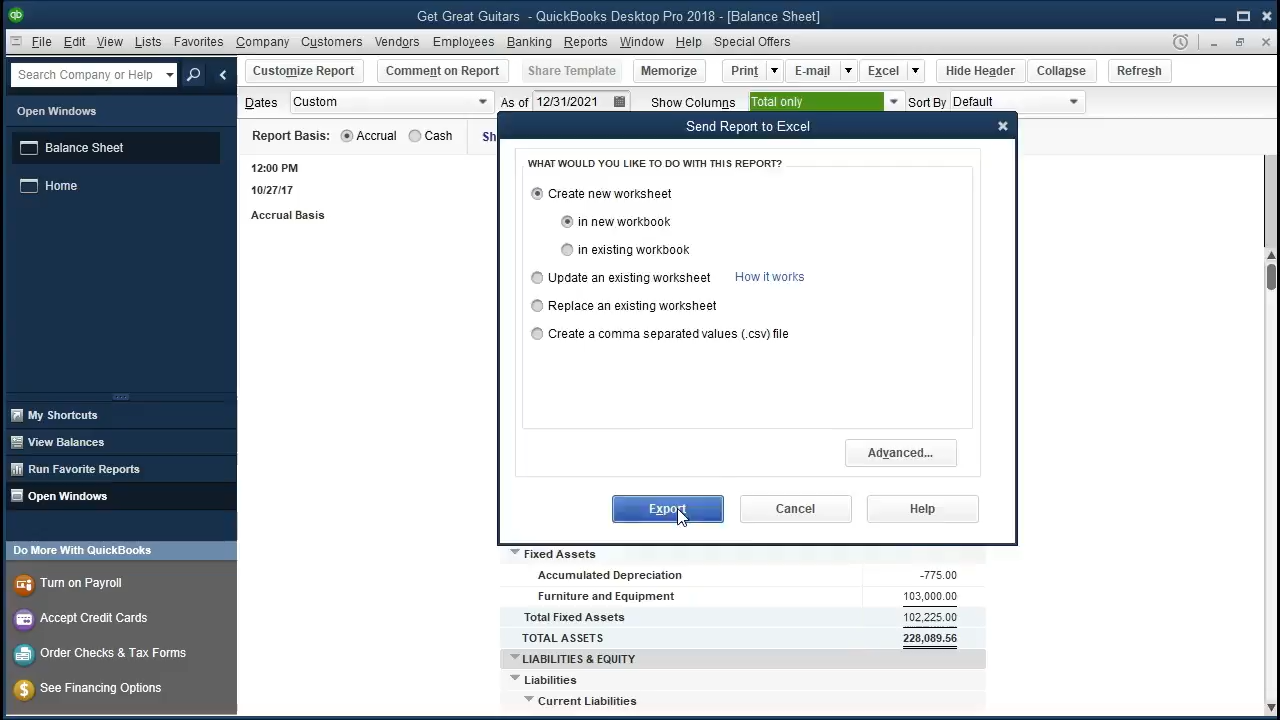 qb
Get Great Guitars - QuickBooks Desktop Pro 2018 - [Balance Sheet]
File Edit View Lists Favorites Company Customers Vendors Employees Banking Reports Window Help Special Offers
Search Company or Help
Customize Report Comment on Report Share Template Memorize Print E-mail Excel Hide Header Collapse Refresh
Open Windows
Dates Custom As of 12/31/2021 Show Columns Total only Sort By Default
Balance Sheet
Home
Report Basis: Accrual Cash Sh
12:00 PM
10/27/17
Accrual Basis
Send Report to Excel
WHAT WOULD YOU LIKE TO DO WITH THIS REPORT?
Create new worksheet
in new workbook
in existing workbook
Update an existing worksheet How it works
Replace an existing worksheet
Create a comma separated values (.csv) file
Advanced...
Export Cancel Help
My Shortcuts
View Balances
Run Favorite Reports
Open Windows
Do More With QuickBooks
Turn on Payroll
Accept Credit Cards
Order Checks & Tax Forms
See Financing Options
Fixed Assets
Accumulated Depreciation -775.00
Furniture and Equipment 103,000.00
Total Fixed Assets 102,225.00
TOTAL ASSETS 228,089.56
LIABILITIES & EQUITY
Liabilities
Current Liabilities